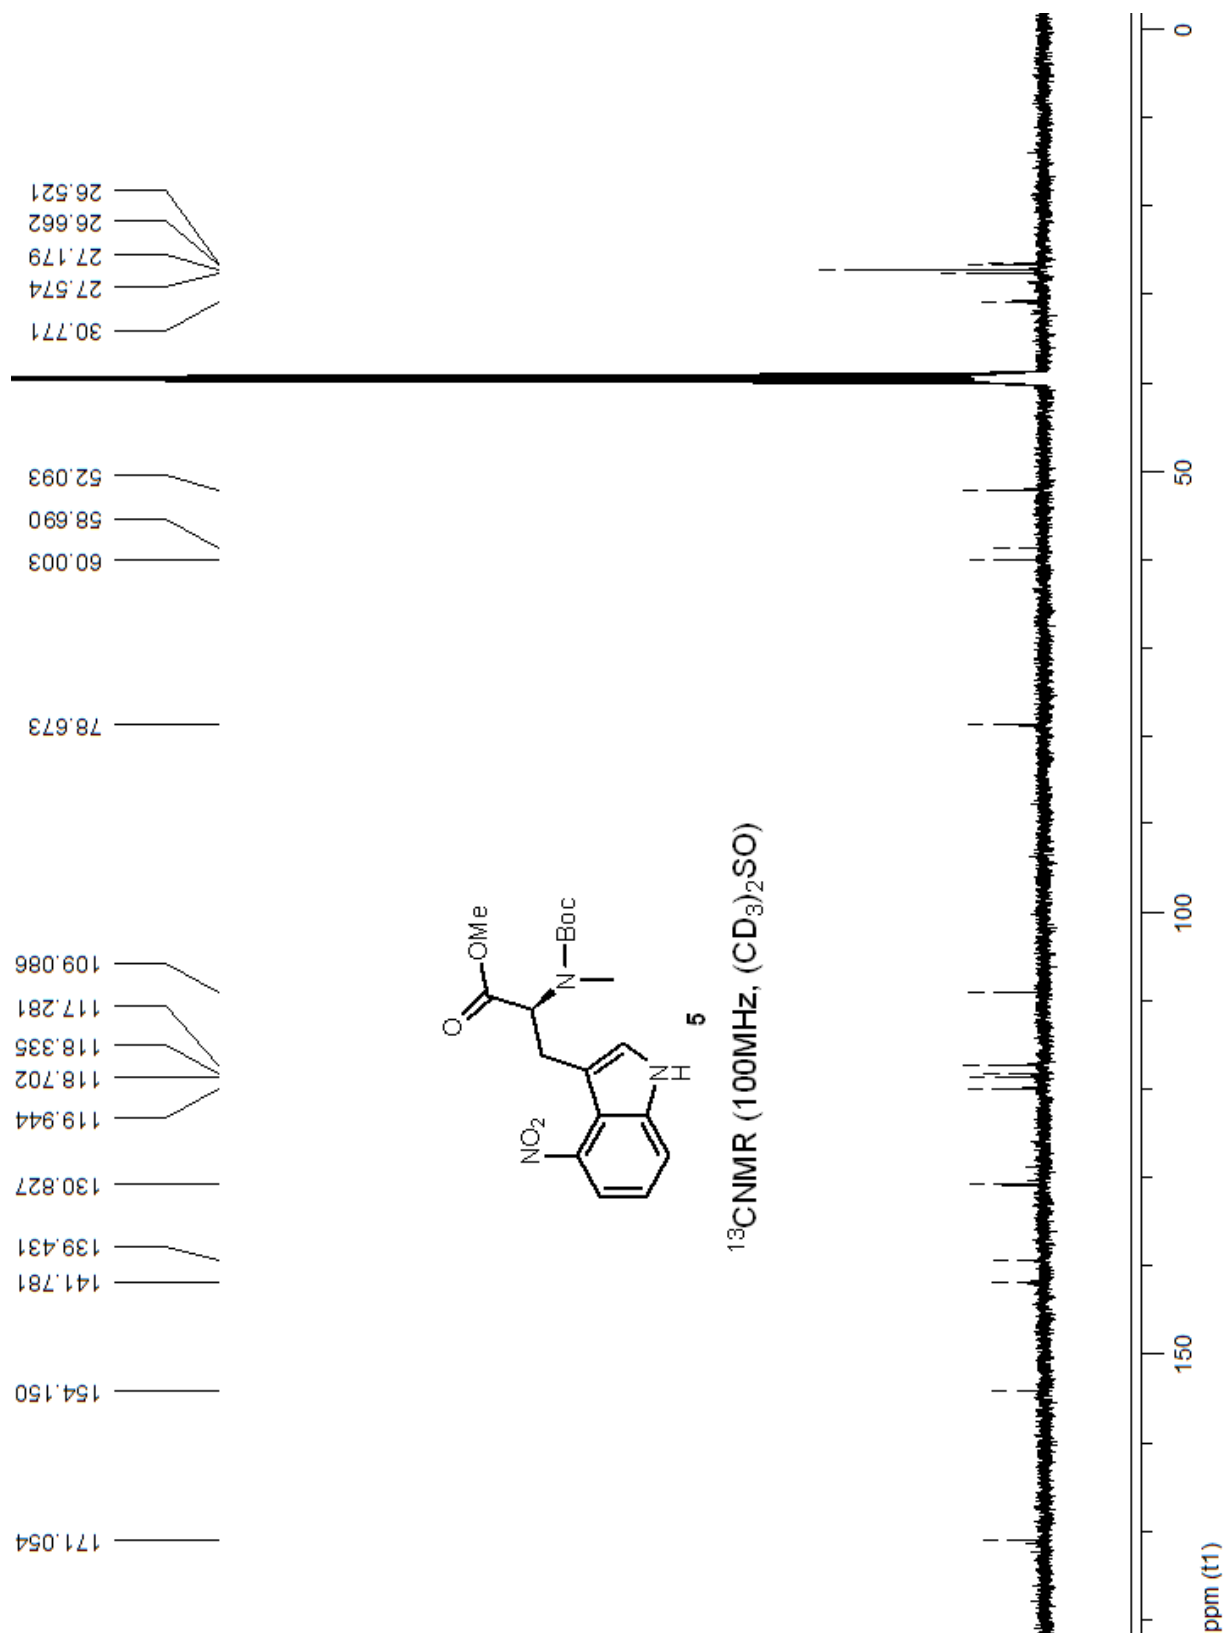 171.054
154.150
141.781
139.431
130.827
119.944
118.702
118.335
117.281
109.086
78.673
60.003
58.690
52.093
30.771
27.574
27.179
26.662
26.521
NO2
O
OMe
N
Boc
N
H
5
13CNMR (100MHz, (CD3)2SO)
150
100
50
0
ppm (t1)